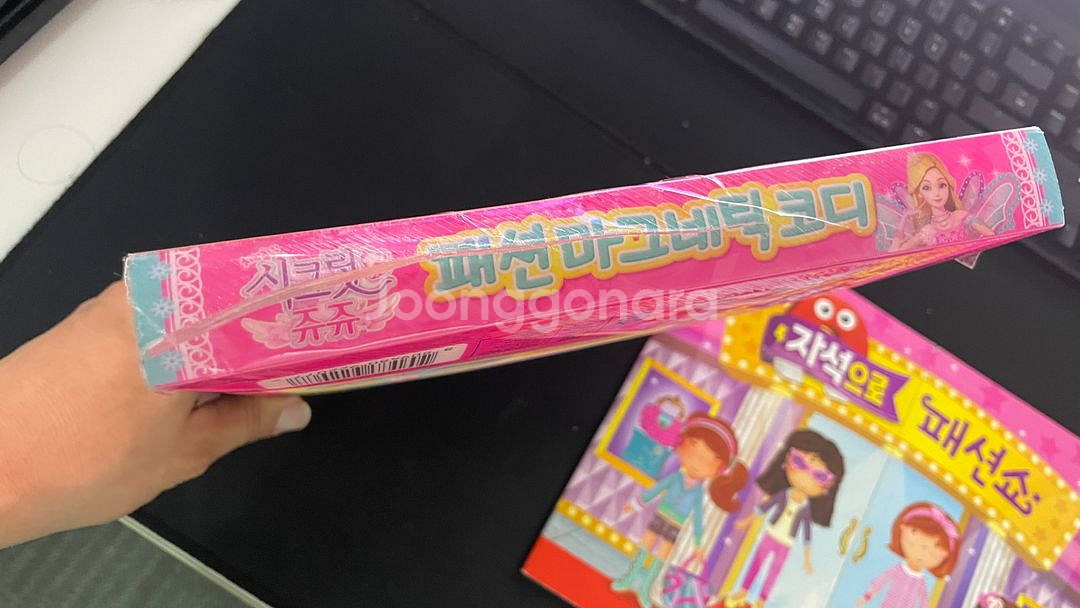 시크릿
쥬쥬
패션 마그네틱 코디
Joonggonara
자석으로
패션쇼